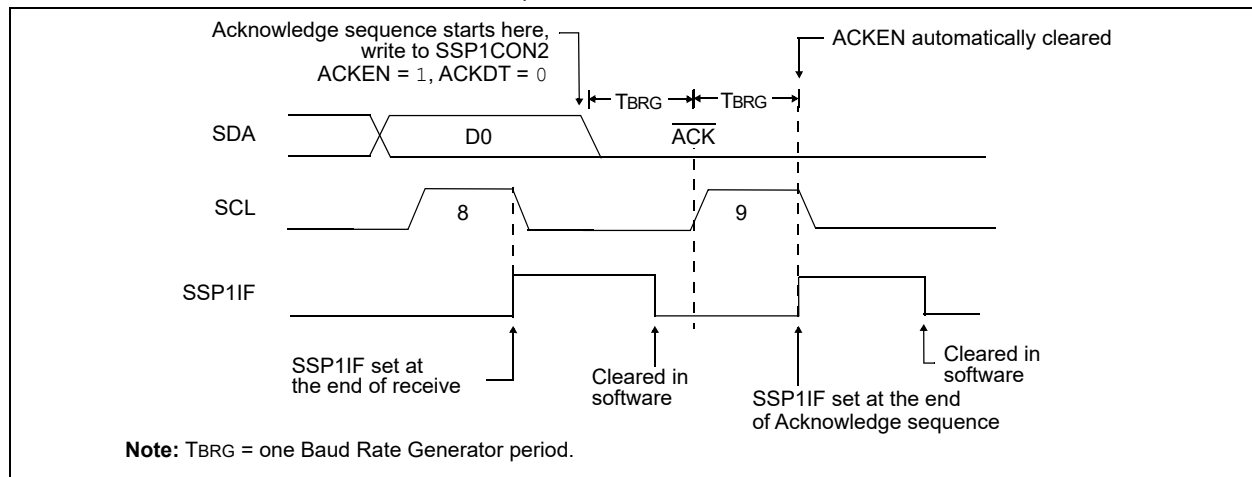 Acknowledge sequence starts here,
write to SSP1CON2
ACKEN = 1, ACKDT = 0
ACKEN automatically cleared
TBRG
TBRG
SDA
D0
ACK
SCL
8
9
SSP1IF
SSP1IF set at
the end of receive
Cleared in
software
SSP1IF set at the end
of Acknowledge sequence
Cleared in
software
Note: TBRG = one Baud Rate Generator period.